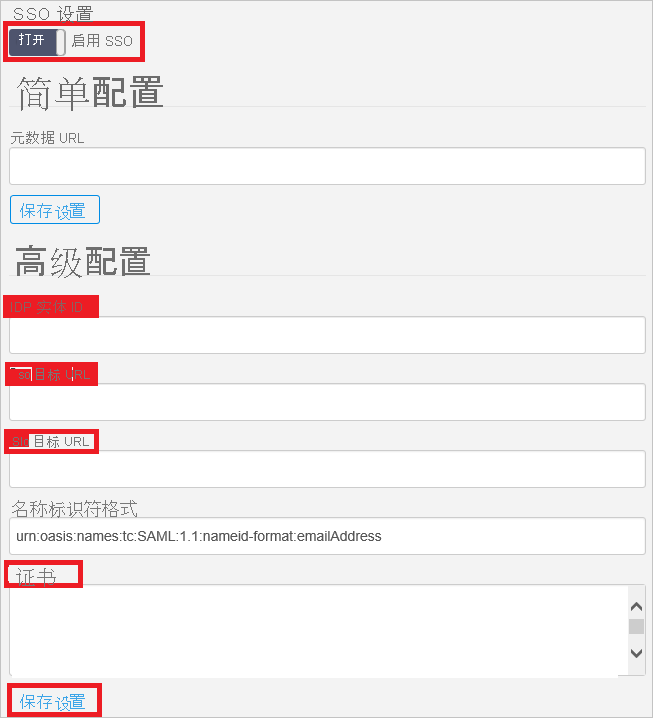 SSO 设置
打开 启用 SSO
简单配置
元数据 URL
保存设置
高级配置
IDP 实体 ID
目标 URL
Slo目标 URL
名称标识符格式
urn:oasis:names:tc:SAML:1.1:nameid-format:emailAddress
证书
保存设置